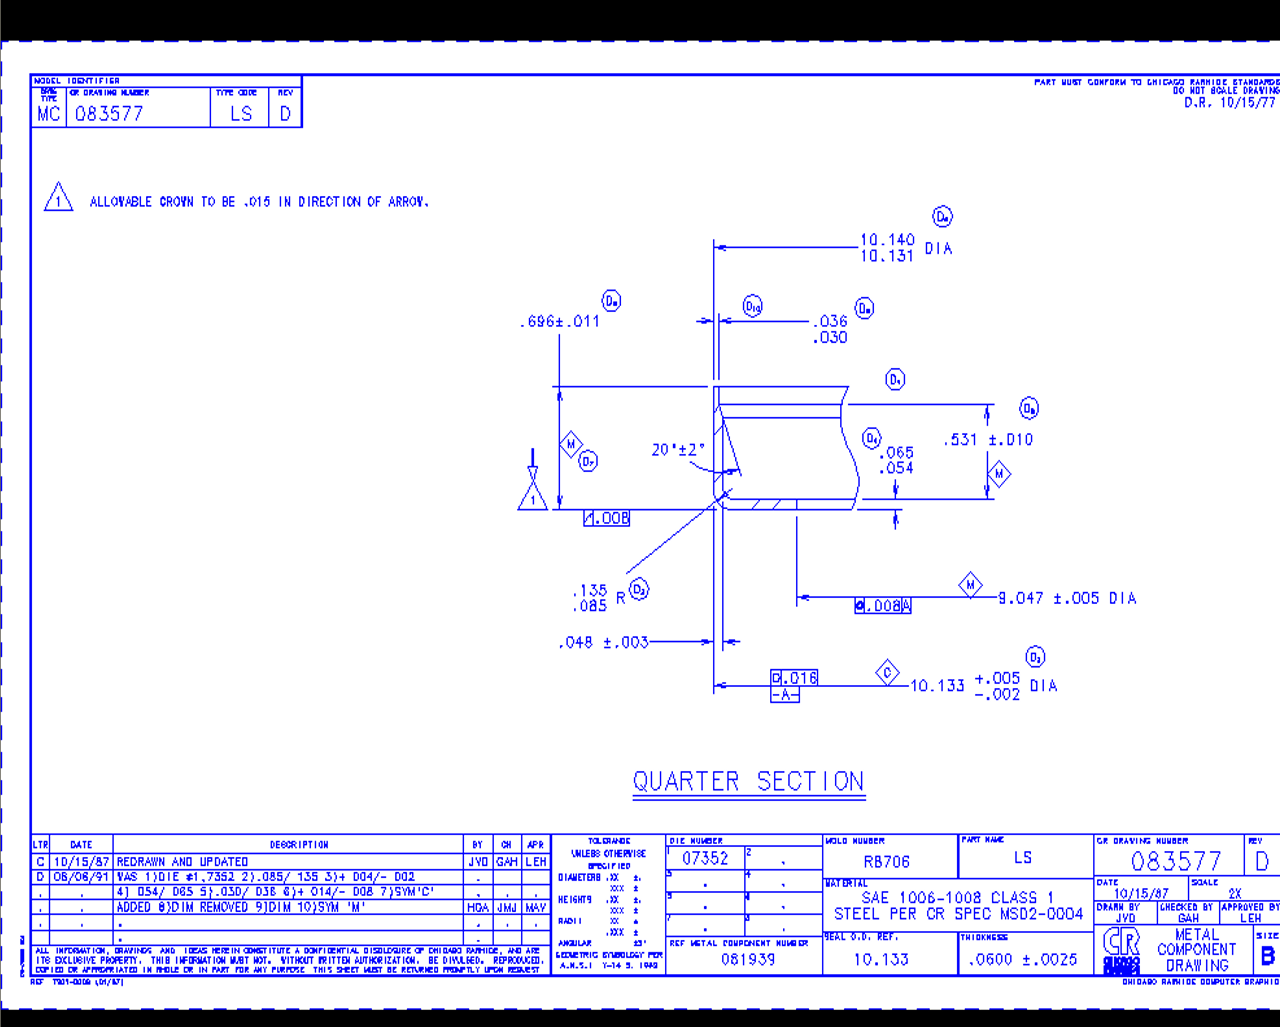 MODEL IDENTIFIER
DWG TYPE CR DRAWING NUMBER TYPE CODE REV
MC 083577 LS D
PART MUST CONFORM TO CHICAGO RAWHIDE STANDARDS
DO NOT SCALE DRAWING
D.R. 10/15/77
1 ALLOWABLE CROWN TO BE .015 IN DIRECTION OF ARROW.
10.140
10.131 DIA
.696±.011
.036
.030
20°±2°
.065
.054
.531 ±.010
M
M
1
.008
.135
.085 R
.008 A
M
9.047 ±.005 DIA
.048 ±.003
.016
-A-
C
10.133 +.005 -.002 DIA
QUARTER SECTION
LTR DATE DESCRIPTION BY CH APR
C 10/15/87 REDRAWN AND UPDATED JVD GAH LEH
D 06/06/91 WAS 1)DIE #1,7352 2).085/ 135 3)+ 004/- 002
4) 054/ 065 5).030/ 036 6)+ 014/- 008 7)SYM'C'
ADDED 8)DIM REMOVED 9)DIM 10)SYM 'M' HOA JMJ MAV
ALL INFORMATION, DRAWINGS AND IDEAS HEREIN CONSTITUTE A CONFIDENTIAL DISCLOSURE OF CHICAGO RAWHIDE, AND ARE
ITS EXCLUSIVE PROPERTY. THIS INFORMATION MUST NOT, WITHOUT WRITTEN AUTHORIZATION, BE DIVULGED, REPRODUCED,
COPIED OR APPROPRIATED IN WHOLE OR IN PART FOR ANY PURPOSE THIS SHEET MUST BE RETURNED PROMPTLY UPON REQUEST
TOLERANCE
UNLESS OTHERWISE
SPECIFIED
DIAMETERS .XX ±.
XXX ±
HEIGHTS .XX ±.
XXX ±
RADII XX ±
.XXX ±.
ANGULAR ±3°
GEOMETRIC SYMBOLOGY PER
A.N.S.I Y-14 5, 1982
DIE NUMBER
1 07352 2
3 4
5 6
7 8
REF METAL COMPONENT NUMBER
081939
MOLD NUMBER
R8706
PART NAME
LS
MATERIAL
SAE 1006-1008 CLASS 1
STEEL PER CR SPEC MSD2-0004
SEAL O.D. REF.
10.133
THICKNESS
.0600 ±.0025
CR DRAWING NUMBER REV
083577 D
DATE SCALE
10/15/87 2X
DRAWN BY CHECKED BY APPROVED BY
JVD GAH LEH
CR
METAL
COMPONENT
DRAWING
SIZE
B
CHICAGO RAWHIDE COMPUTER GRAPHIC